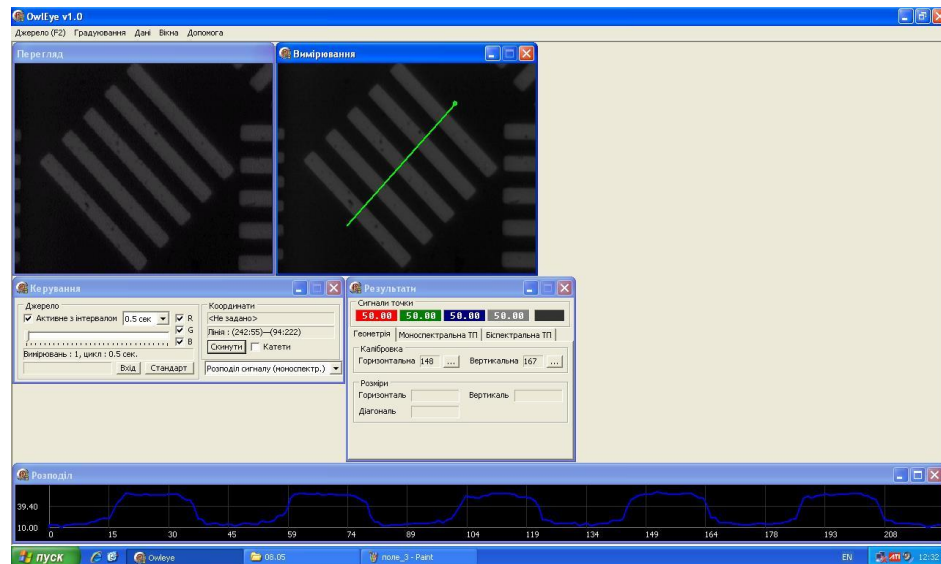 OwlEye v1.0
Джерело (F2) Градуювання Дані Вікна Допомога
Перегляд
Вимірювання
Керування
Джерело
Активне з інтервалом 0.5 сек
R
G
B
Вимірювань : 1, цикл : 0.5 сек.
Вхід Стандарт
Координати
<Не задано>
Лінія : (242:55)—(94:222)
Скинути Катети
Розподіл сигналу (моноспектр.)
Результати
Сигнали точки
50.00 50.00 50.00 50.00
Геометрія Моноспектральна ТП Біспектральна ТП
Калібровка
Горизонтальна 148 ... Вертикальна 167 ...
Розміри
Горизонталь Вертикаль
Діагональ
Розподіл
39.40
10.00
0 15 30 45 59 74 89 104 119 134 149 164 178 193 208
пуск Owleye 08.05 поле_3 - Paint EN ATI 12:32